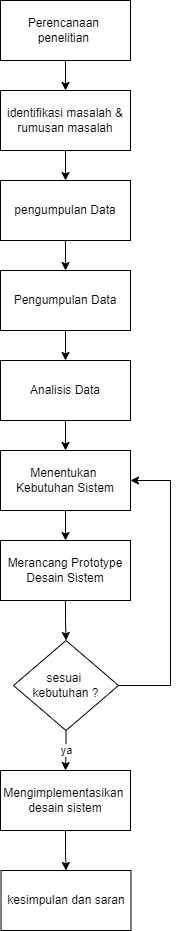 Perencanaan
penelitian
identifikasi masalah &
rumusan masalah
pengumpulan Data
Pengumpulan Data
Analisis Data
Menentukan
Kebutuhan Sistem
Merancang Prototype
Desain Sistem
sesuai
kebutuhan ?
ya
Mengimplementasikan
desain sistem
kesimpulan dan saran